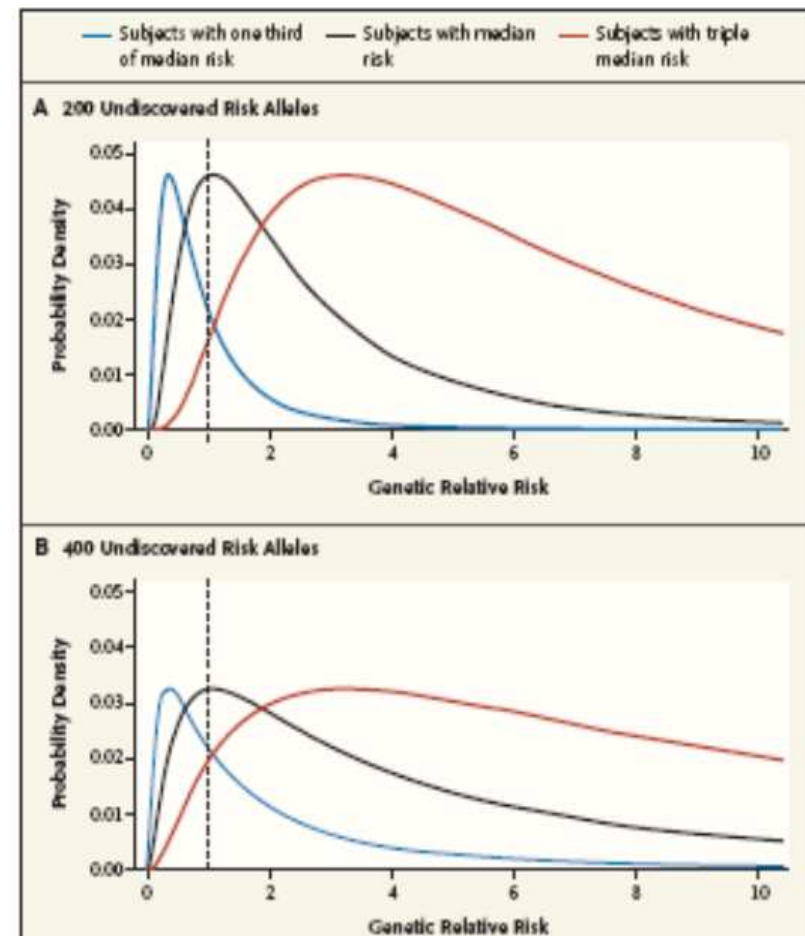 Subjects with one third of median risk
Subjects with median risk
Subjects with triple median risk
A 200 Undiscovered Risk Alleles
Probability Density
0.05
0.04
0.03
0.02
0.01
0.00
0 2 4 6 8 10
Genetic Relative Risk
B 400 Undiscovered Risk Alleles
Probability Density
0.05
0.04
0.03
0.02
0.01
0.00
0 2 4 6 8 10
Genetic Relative Risk